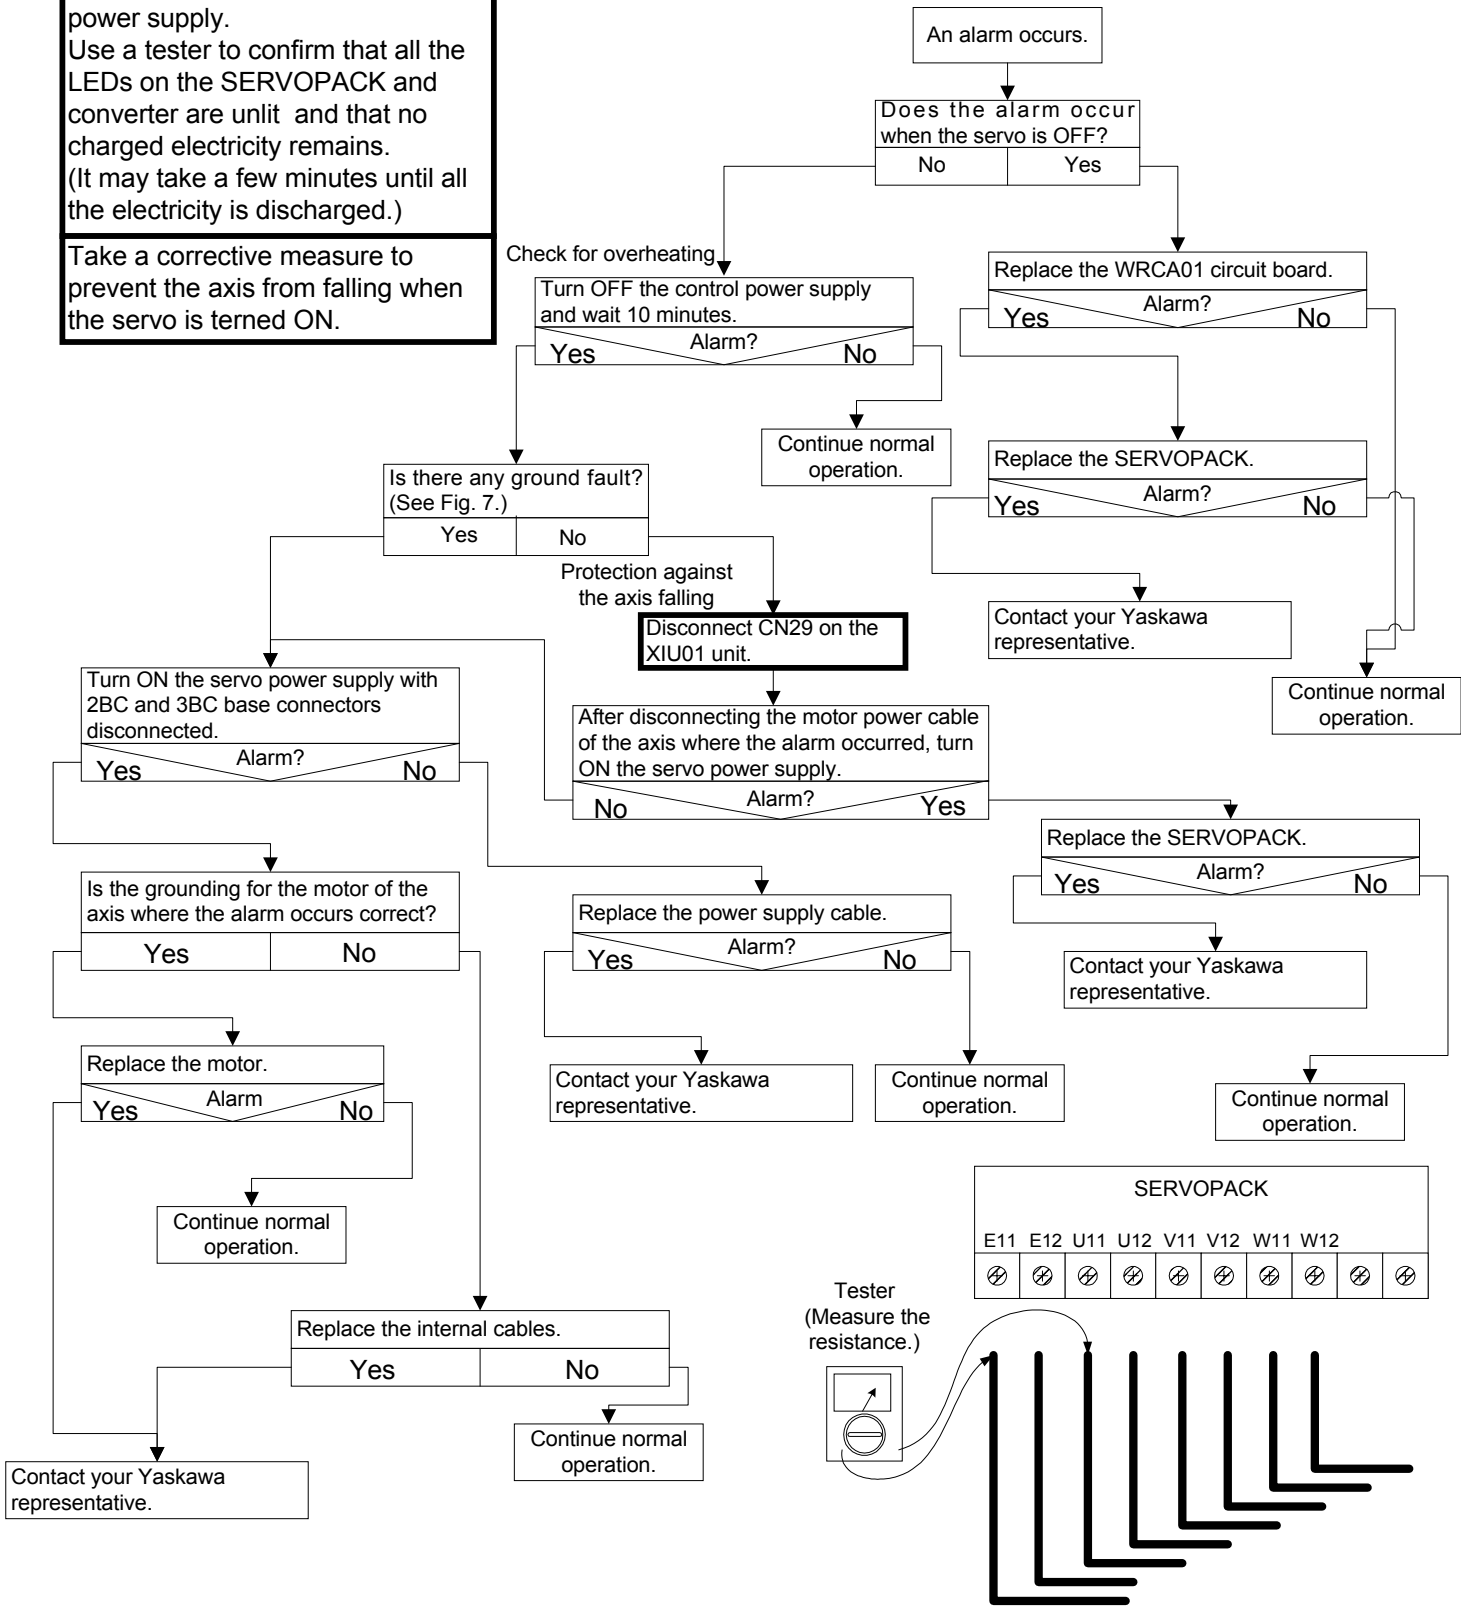 power supply.
Use a tester to confirm that all the
LEDs on the SERVOPACK and
converter are unlit and that no
charged electricity remains.
(It may take a few minutes until all
the electricity is discharged.)
Take a corrective measure to
prevent the axis from falling when
the servo is terned ON.
An alarm occurs.
Does the alarm occur
when the servo is OFF?
No Yes
Check for overheating
Turn OFF the control power supply
and wait 10 minutes.
Alarm?
Yes No
Continue normal
operation.
Replace the WRCA01 circuit board.
Alarm?
Yes No
Replace the SERVOPACK.
Alarm?
Yes No
Contact your Yaskawa
representative.
Continue normal
operation.
Is there any ground fault?
(See Fig. 7.)
Yes No
Protection against
the axis falling
Disconnect CN29 on the
XIU01 unit.
Turn ON the servo power supply with
2BC and 3BC base connectors
disconnected.
Alarm?
Yes No
After disconnecting the motor power cable
of the axis where the alarm occurred, turn
ON the servo power supply.
Alarm?
No Yes
Replace the SERVOPACK.
Alarm?
Yes No
Contact your Yaskawa
representative.
Continue normal
operation.
Is the grounding for the motor of the
axis where the alarm occurs correct?
Yes No
Replace the power supply cable.
Alarm?
Yes No
Contact your Yaskawa
representative.
Continue normal
operation.
Replace the motor.
Alarm
Yes No
Continue normal
operation.
Replace the internal cables.
Yes No
Continue normal
operation.
Contact your Yaskawa
representative.
SERVOPACK
E11 E12 U11 U12 V11 V12 W11 W12
Tester
(Measure the
resistance.)